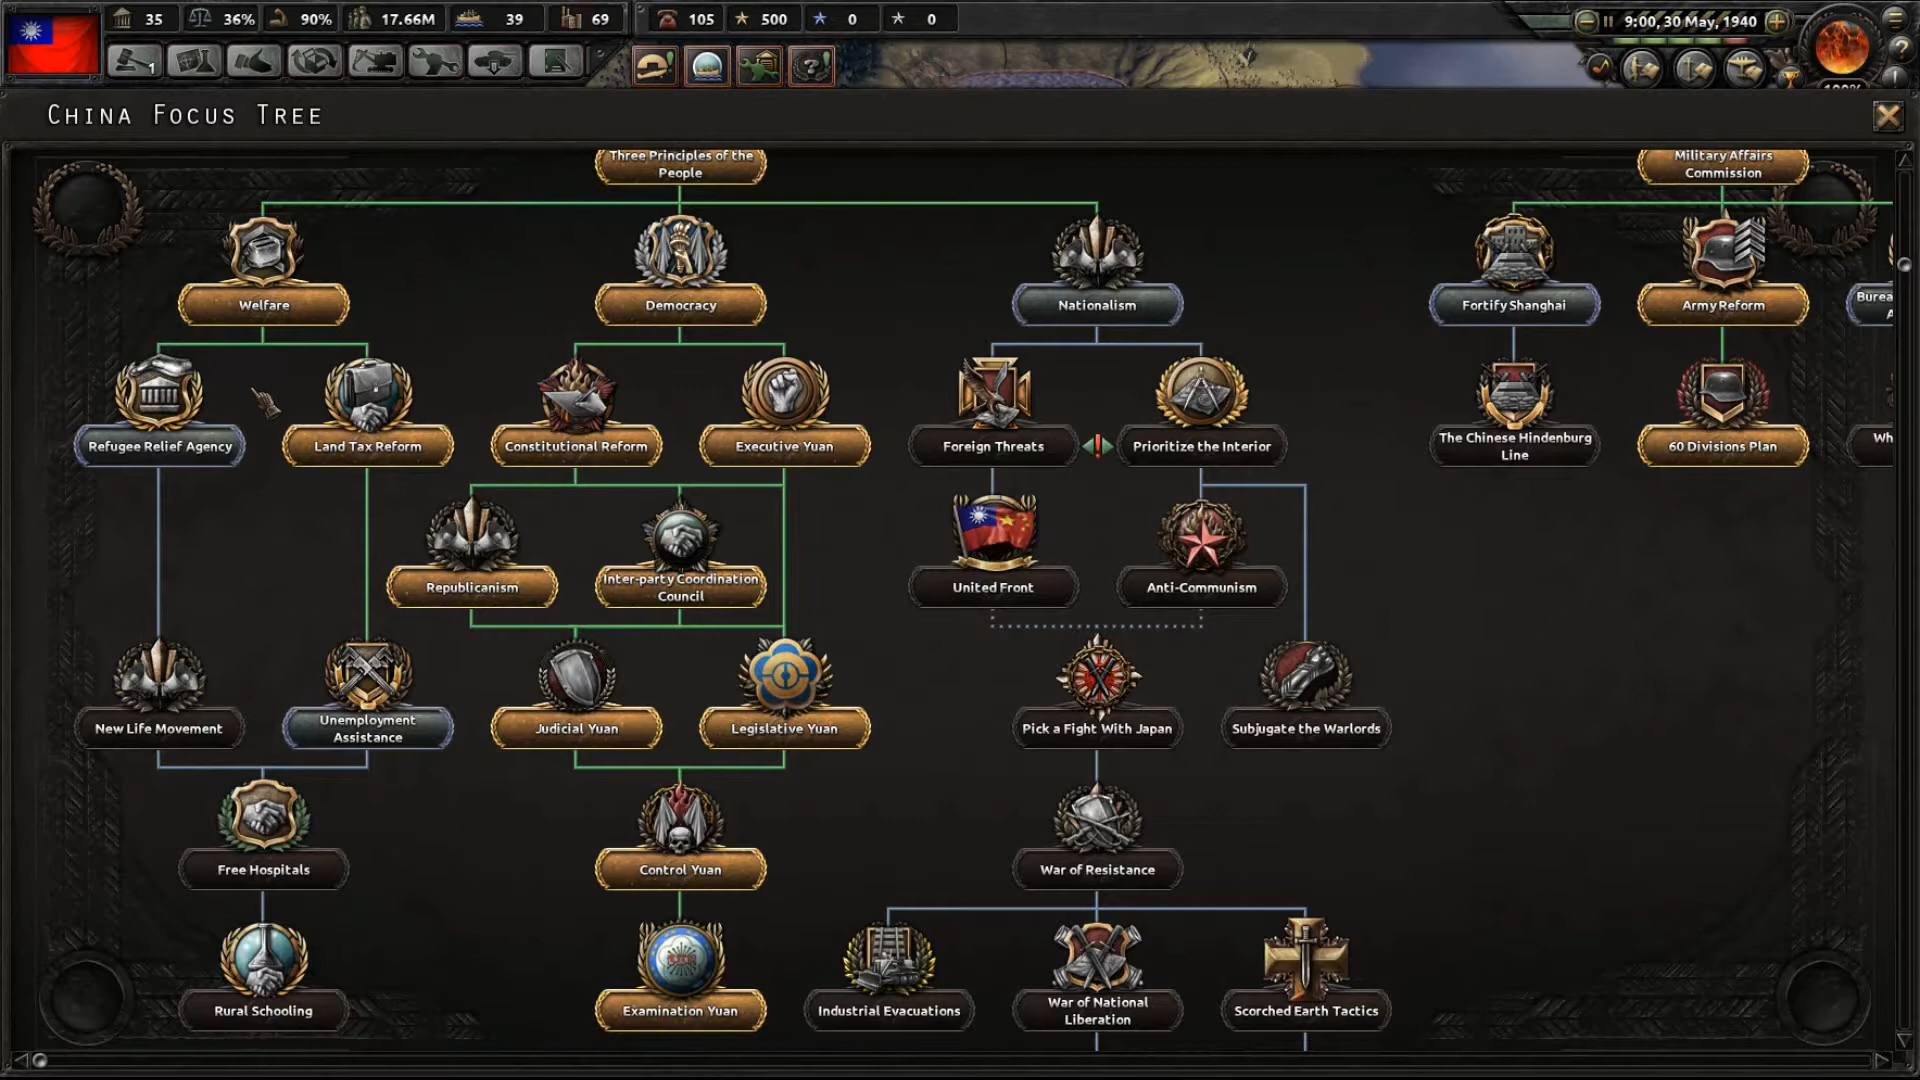 35
36%
90%
17.66M
39
69
105
500
0
0
9:00, 30 May, 1940
1
China Focus Tree
Three Principles of the
People
Military Affairs
Commission
Welfare
Democracy
Nationalism
Fortify Shanghai
Army Reform
Refugee Relief Agency
Land Tax Reform
Constitutional Reform
Executive Yuan
Foreign Threats
Prioritize the Interior
The Chinese Hindenburg
Line
60 Divisions Plan
Republicanism
Inter-party Coordination
Council
United Front
Anti-Communism
New Life Movement
Unemployment
Assistance
Judicial Yuan
Legislative Yuan
Pick a Fight With Japan
Subjugate the Warlords
Free Hospitals
Control Yuan
War of Resistance
Rural Schooling
Examination Yuan
Industrial Evacuations
War of National
Liberation
Scorched Earth Tactics